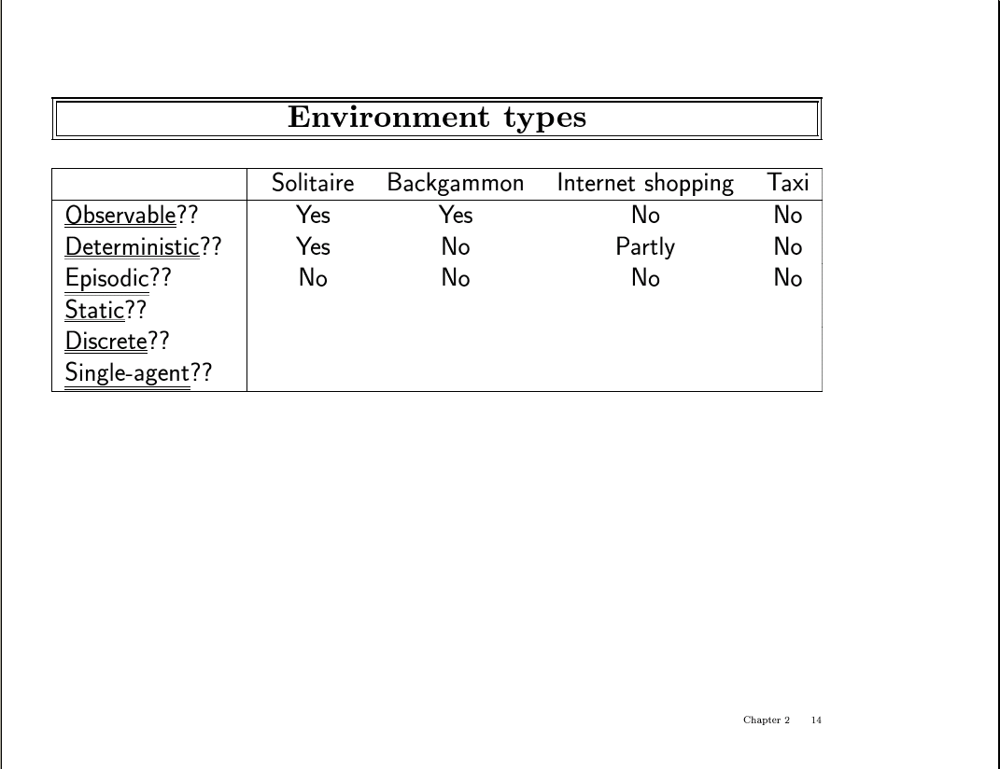 Environment types
Solitaire Backgammon Internet shopping Taxi
Observable?? Yes Yes No No
Deterministic?? Yes No Partly No
Episodic?? No No No No
Static??
Discrete??
Single-agent??
Chapter 2 14